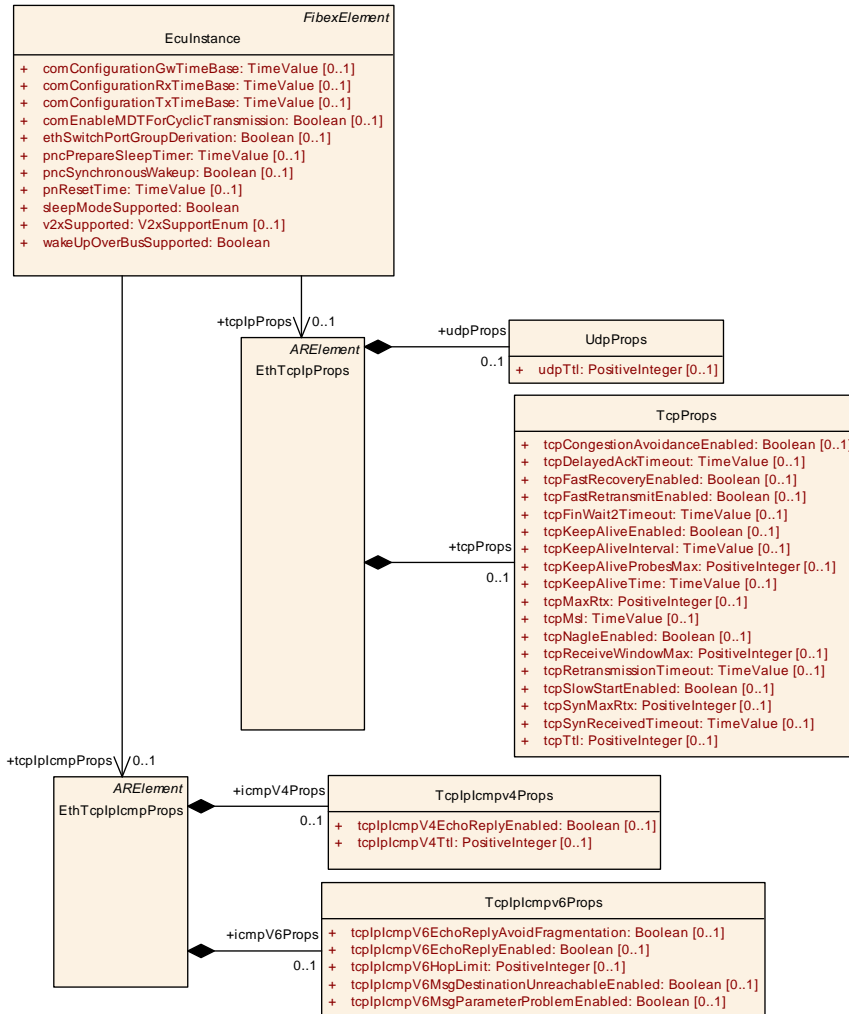 FibexElement
EcuInstance
+ comConfigurationGwTimeBase: TimeValue [0..1]
+ comConfigurationRxTimeBase: TimeValue [0..1]
+ comConfigurationTxTimeBase: TimeValue [0..1]
+ comEnableMDTForCyclicTransmission: Boolean [0..1]
+ ethSwitchPortGroupDerivation: Boolean [0..1]
+ pncPrepareSleepTimer: TimeValue [0..1]
+ pncSynchronousWakeup: Boolean [0..1]
+ pnResetTime: TimeValue [0..1]
+ sleepModeSupported: Boolean
+ v2xSupported: V2xSupportEnum [0..1]
+ wakeUpOverBusSupported: Boolean
+tcpIpProps 0..1
ARElement
EthTcpIpProps
+udpProps
0..1
UdpProps
+ udpTtl: PositiveInteger [0..1]
TcpProps
+ tcpCongestionAvoidanceEnabled: Boolean [0..1]
+ tcpDelayedAckTimeout: TimeValue [0..1]
+ tcpFastRecoveryEnabled: Boolean [0..1]
+ tcpFastRetransmitEnabled: Boolean [0..1]
+ tcpFinWait2Timeout: TimeValue [0..1]
+ tcpKeepAliveEnabled: Boolean [0..1]
+ tcpKeepAliveInterval: TimeValue [0..1]
+ tcpKeepAliveProbesMax: PositiveInteger [0..1]
+ tcpKeepAliveTime: TimeValue [0..1]
+ tcpMaxRtx: PositiveInteger [0..1]
+ tcpMsl: TimeValue [0..1]
+ tcpNagleEnabled: Boolean [0..1]
+ tcpReceiveWindowMax: PositiveInteger [0..1]
+ tcpRetransmissionTimeout: TimeValue [0..1]
+ tcpSlowStartEnabled: Boolean [0..1]
+ tcpSynMaxRtx: PositiveInteger [0..1]
+ tcpSynReceivedTimeout: TimeValue [0..1]
+ tcpTtl: PositiveInteger [0..1]
+tcpProps
0..1
+tcpIpIcmpProps 0..1
ARElement
EthTcpIpIcmpProps
+icmpV4Props
0..1
TcpIpIcmpv4Props
+ tcpIpIcmpV4EchoReplyEnabled: Boolean [0..1]
+ tcpIpIcmpV4Ttl: PositiveInteger [0..1]
+icmpV6Props
0..1
TcpIpIcmpv6Props
+ tcpIpIcmpV6EchoReplyAvoidFragmentation: Boolean [0..1]
+ tcpIpIcmpV6EchoReplyEnabled: Boolean [0..1]
+ tcpIpIcmpV6HopLimit: PositiveInteger [0..1]
+ tcpIpIcmpV6MsgDestinationUnreachableEnabled: Boolean [0..1]
+ tcpIpIcmpV6MsgParameterProblemEnabled: Boolean [0..1]